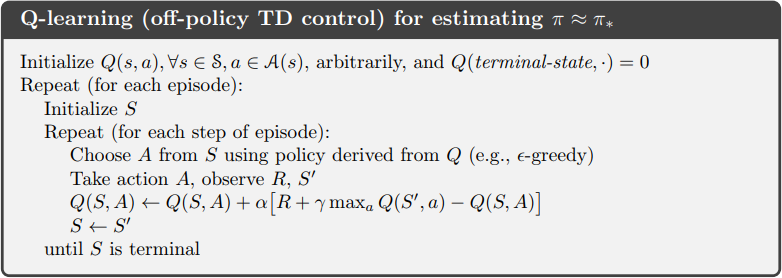 Q-learning (off-policy TD control) for estimating π ≈ π*
Initialize Q(s, a), ∀s ∈ 𝒮, a ∈ 𝒜(s), arbitrarily, and Q(terminal-state, ·) = 0
Repeat (for each episode):
Initialize S
Repeat (for each step of episode):
Choose A from S using policy derived from Q (e.g., ϵ-greedy)
Take action A, observe R, S′
Q(S, A) ← Q(S, A) + α[R + γ maxₐ Q(S′, a) − Q(S, A)]
S ← S′
until S is terminal